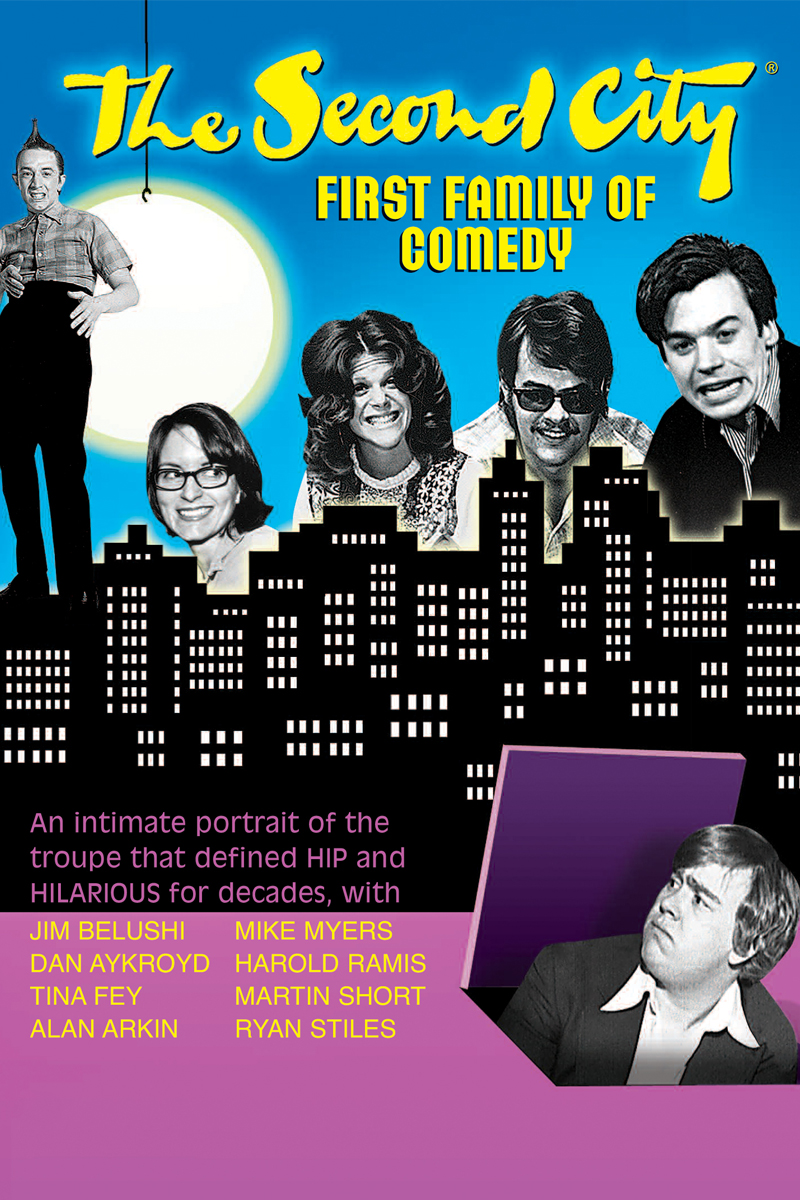 The Second City®
FIRST FAMILY OF
COMEDY
An intimate portrait of the
troupe that defined HIP and
HILARIOUS for decades, with
JIM BELUSHI MIKE MYERS
DAN AYKROYD HAROLD RAMIS
TINA FEY MARTIN SHORT
ALAN ARKIN RYAN STILES